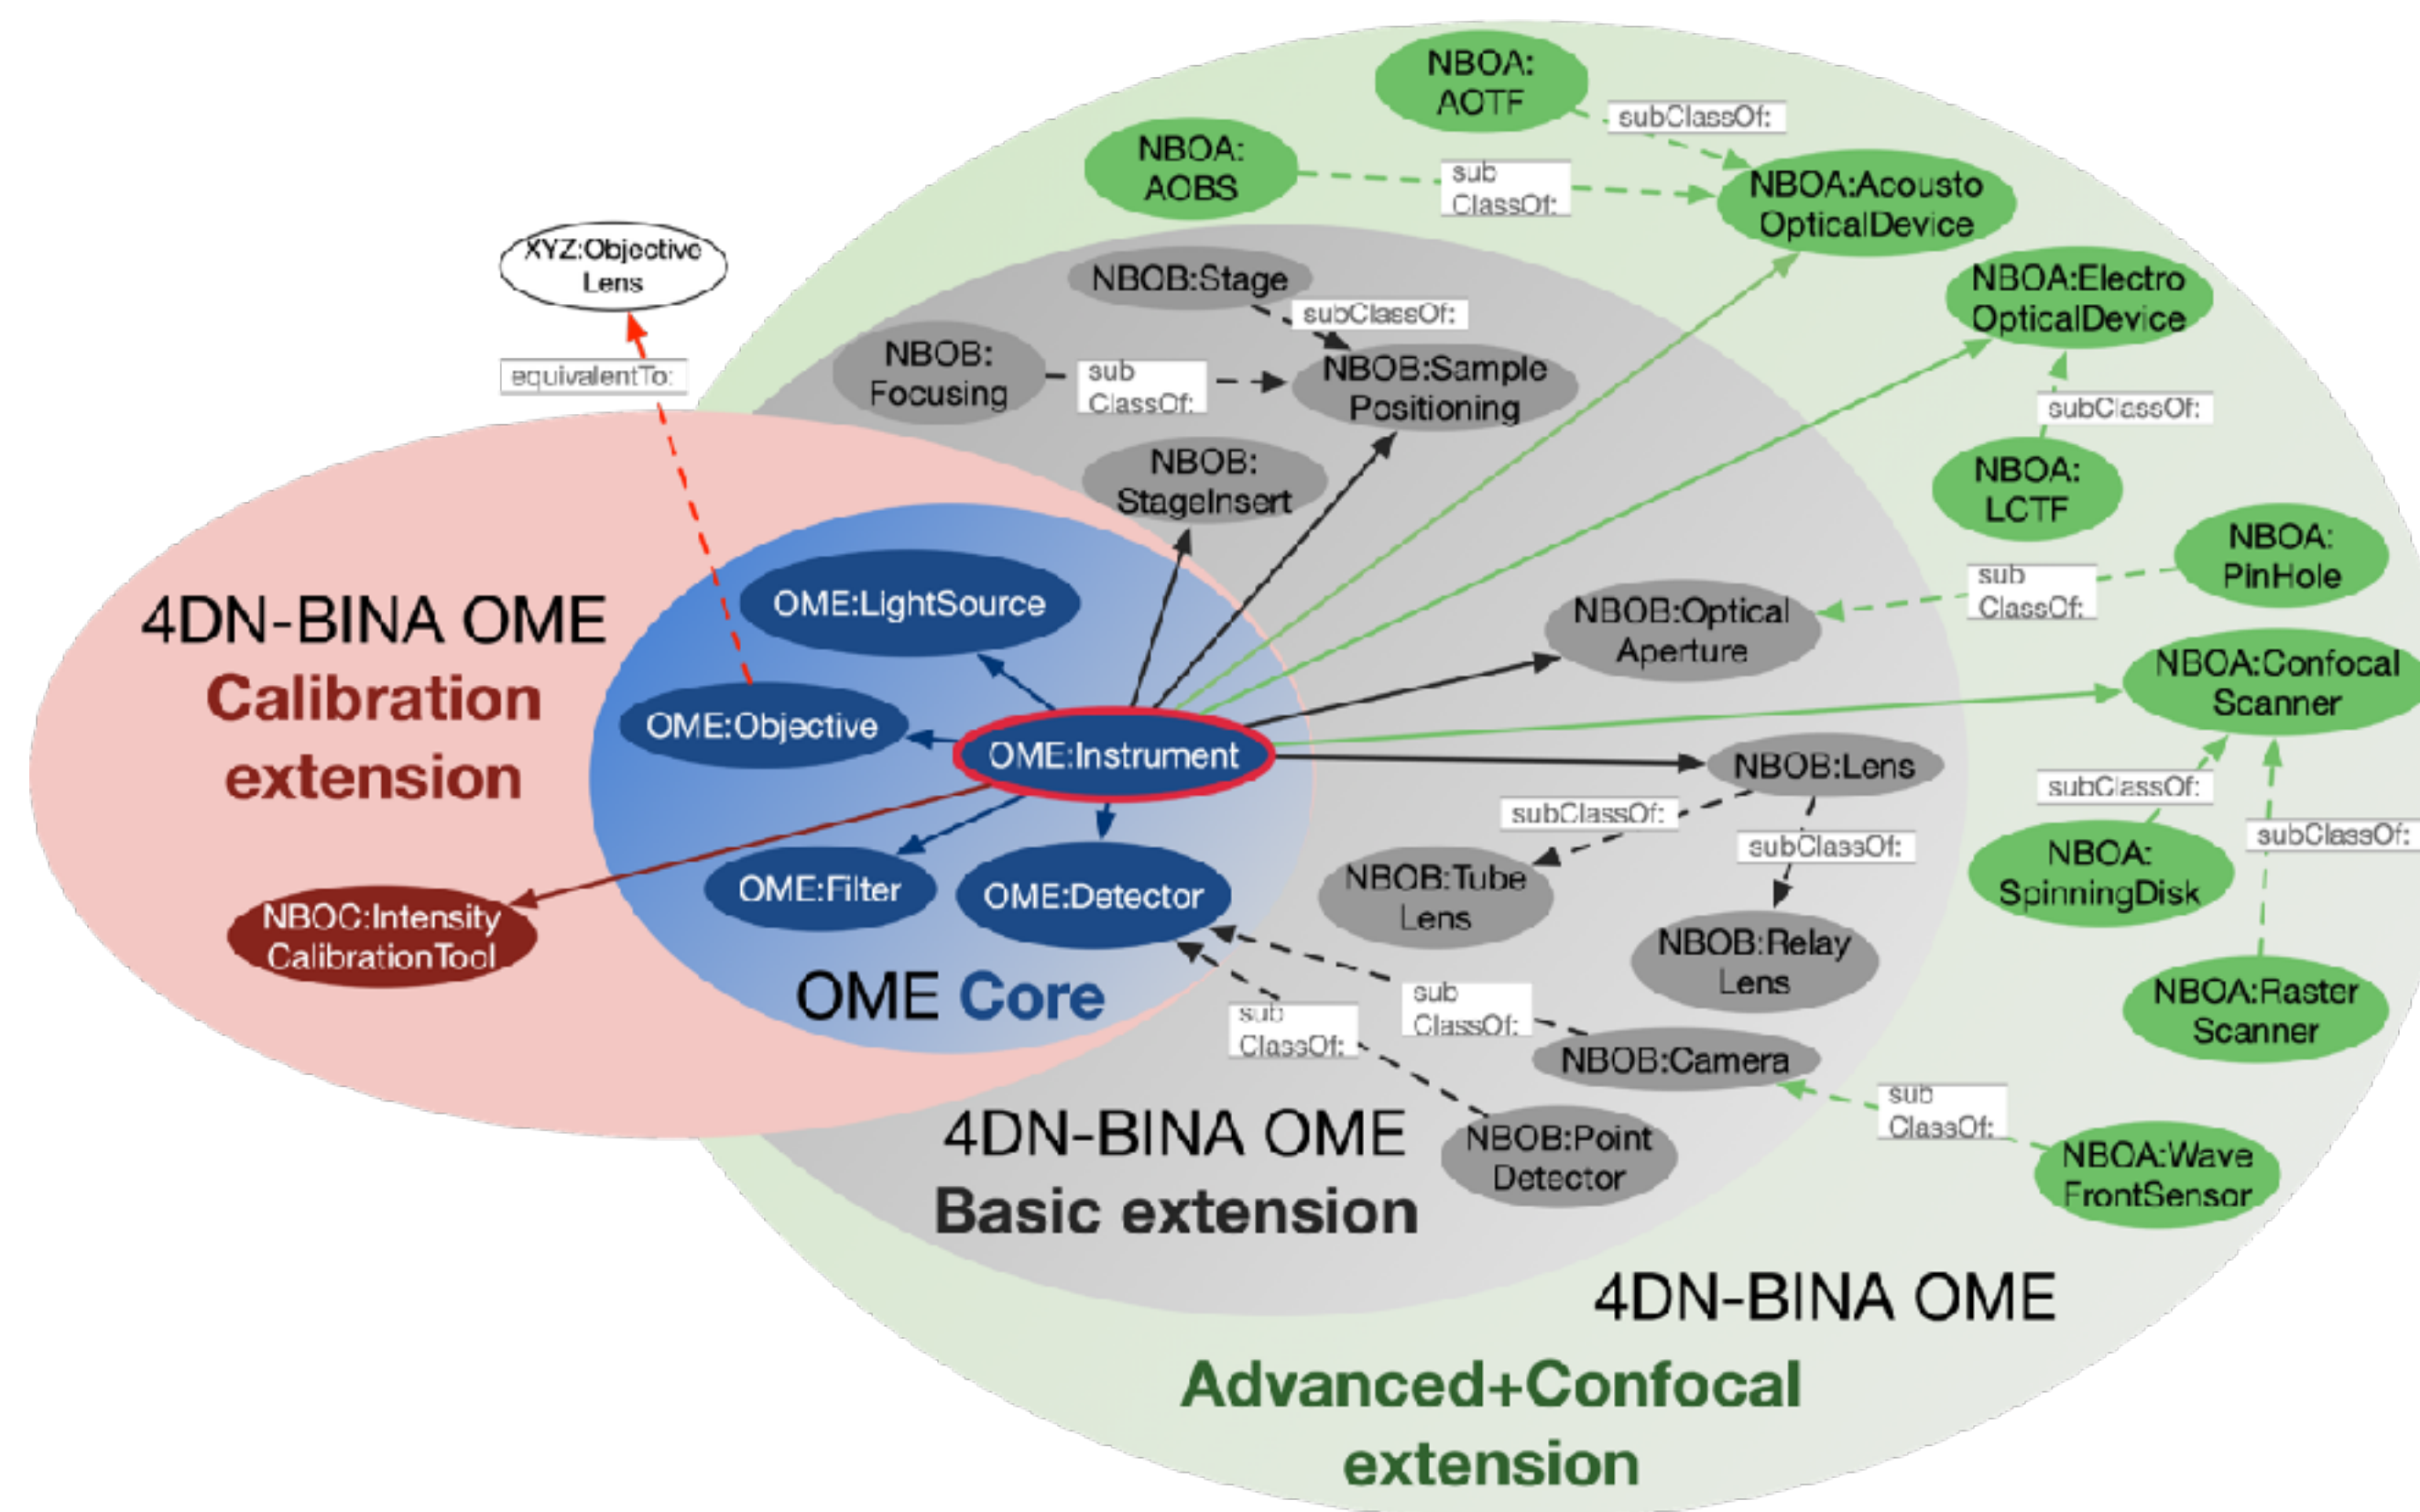 NBOA:
AOTF
subClassOf:
NBOA:
AOBS
sub
ClassOf:
NBOA:Acousto
OpticalDevice
XYZ:Objective
Lens
NBOB:Stage
subClassOf:
NBOA:Electro
OpticalDevice
equivalentTo:
NBOB:
Focusing
sub
ClassOf:
NBOB:Sample
Positioning
subClassOf:
NBOB:
StageInsert
NBOA:
LCTF
NBOA:
PinHole
sub
ClassOf:
OME:LightSource
NBOB:Optical
Aperture
4DN-BINA OME
Calibration
extension
OME:Objective
OME:Instrument
NBOA:Confocal
Scanner
NBOB:Lens
subClassOf:
subClassOf:
subClassOf:
subClassOf:
NBOC:Intensity
CalibrationTool
OME:Filter
OME:Detector
NBOB:Tube
Lens
NBOA:
SpinningDisk
NBOB:Relay
Lens
OME Core
sub
ClassOf:
sub
ClassOf:
NBOA:Raster
Scanner
NBOB:Camera
sub
ClassOf:
4DN-BINA OME
Basic extension
NBOB:Point
Detector
NBOA:Wave
FrontSensor
4DN-BINA OME
Advanced+Confocal
extension